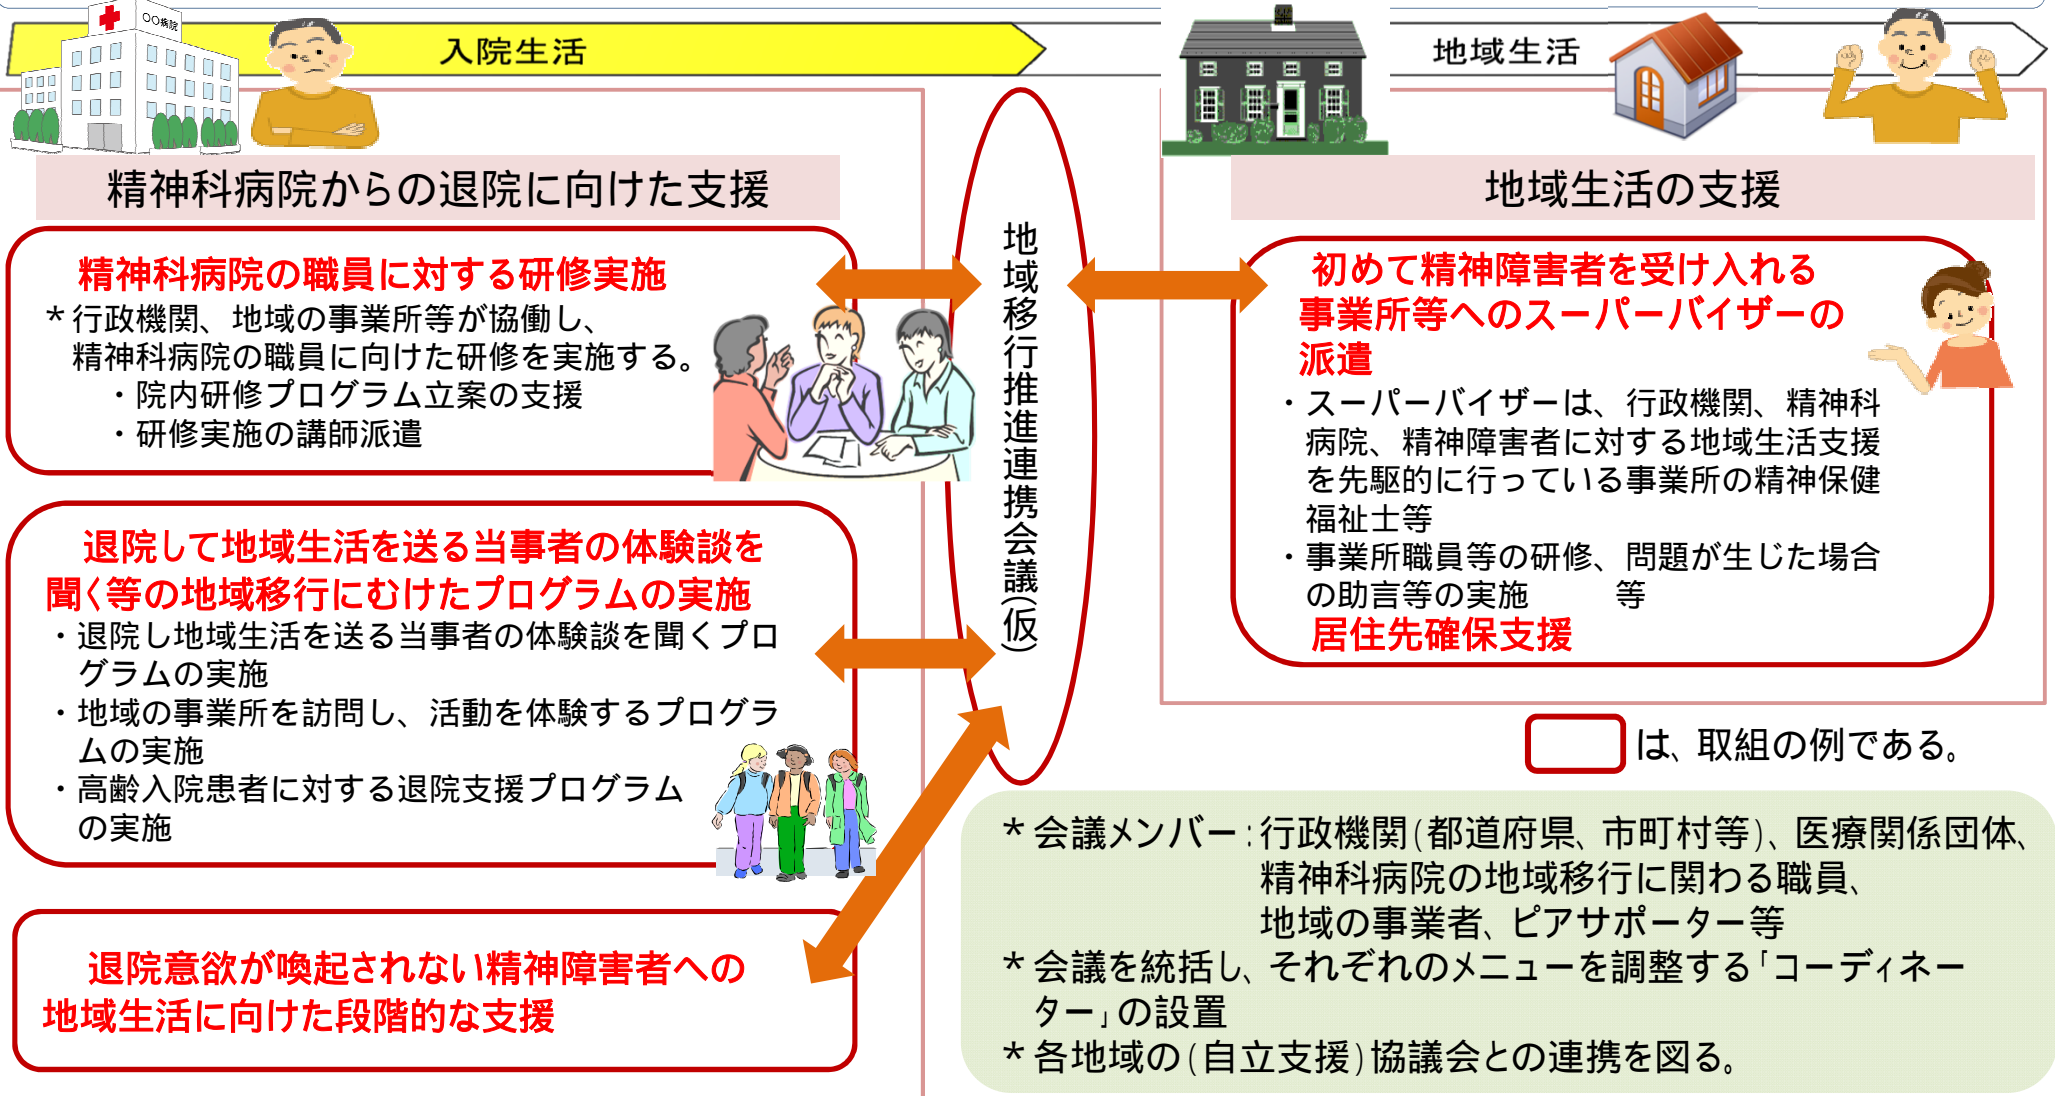 〇〇病院
入院生活
地域生活
精神科病院からの退院に向けた支援
精神科病院の職員に対する研修実施
＊行政機関、地域の事業所等が協働し、
精神科病院の職員に向けた研修を実施する。
・院内研修プログラム立案の支援
・研修実施の講師派遣
退院して地域生活を送る当事者の体験談を
聞く等の地域移行にむけたプログラムの実施
・退院し地域生活を送る当事者の体験談を聞くプロ
グラムの実施
・地域の事業所を訪問し、活動を体験するプログラ
ムの実施
・高齢入院患者に対する退院支援プログラム
の実施
退院意欲が喚起されない精神障害者への
地域生活に向けた段階的な支援
地域移行推進連携会議(仮)
地域生活の支援
初めて精神障害者を受け入れる
事業所等へのスーパーバイザーの
派遣
・スーパーバイザーは、行政機関、精神科
病院、精神障害者に対する地域生活支援
を先駆的に行っている事業所の精神保健
福祉士等
・事業所職員等の研修、問題が生じた場合
の助言等の実施　　等
居住先確保支援
は、取組の例である。
＊会議メンバー:行政機関(都道府県、市町村等)、医療関係団体、
精神科病院の地域移行に関わる職員、
地域の事業者、ピアサポーター等
＊会議を統括し、それぞれのメニューを調整する「コーディネー
ター」の設置
＊各地域の(自立支援)協議会との連携を図る。